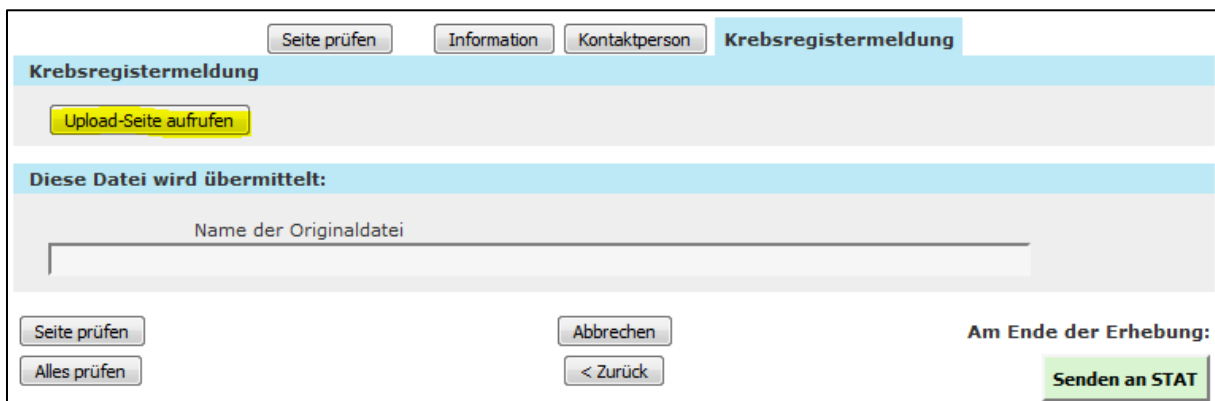 Seite prüfen Information Kontaktperson Krebsregistermeldung
Krebsregistermeldung
Upload-Seite aufrufen
Diese Datei wird übermittelt:
Name der Originaldatei
Seite prüfen Abbrechen Am Ende der Erhebung:
Alles prüfen < Zurück Senden an STAT